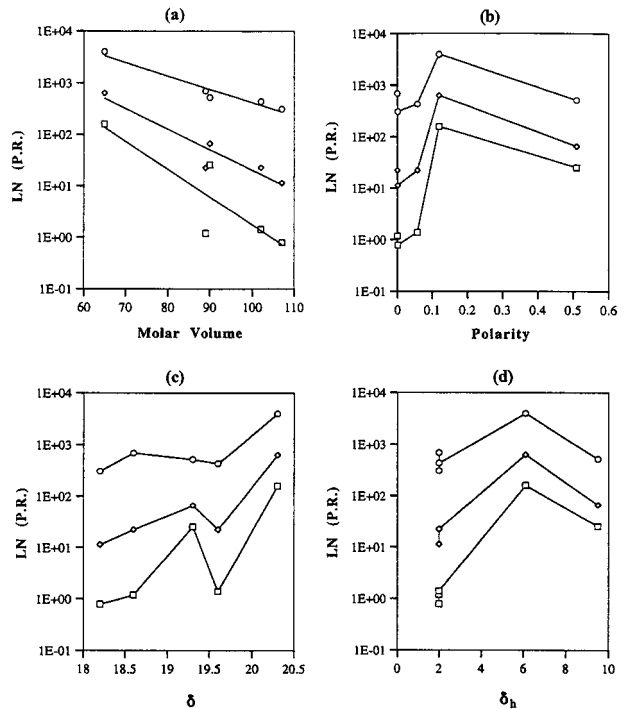 (a)
LN (P.R.)
1E+04
1E+03
1E+02
1E+01
1E+00
1E-01
60 70 80 90 100 110
Molar Volume
(b)
LN (P.R.)
1E+04
1E+03
1E+02
1E+01
1E+00
1E-01
0 0.1 0.2 0.3 0.4 0.5 0.6
Polarity
(c)
LN (P.R.)
1E+04
1E+03
1E+02
1E+01
1E+00
1E-01
18 18.5 19 19.5 20 20.5
δ
(d)
LN (P.R.)
1E+04
1E+03
1E+02
1E+01
1E+00
1E-01
0 2 4 6 8 10
δh